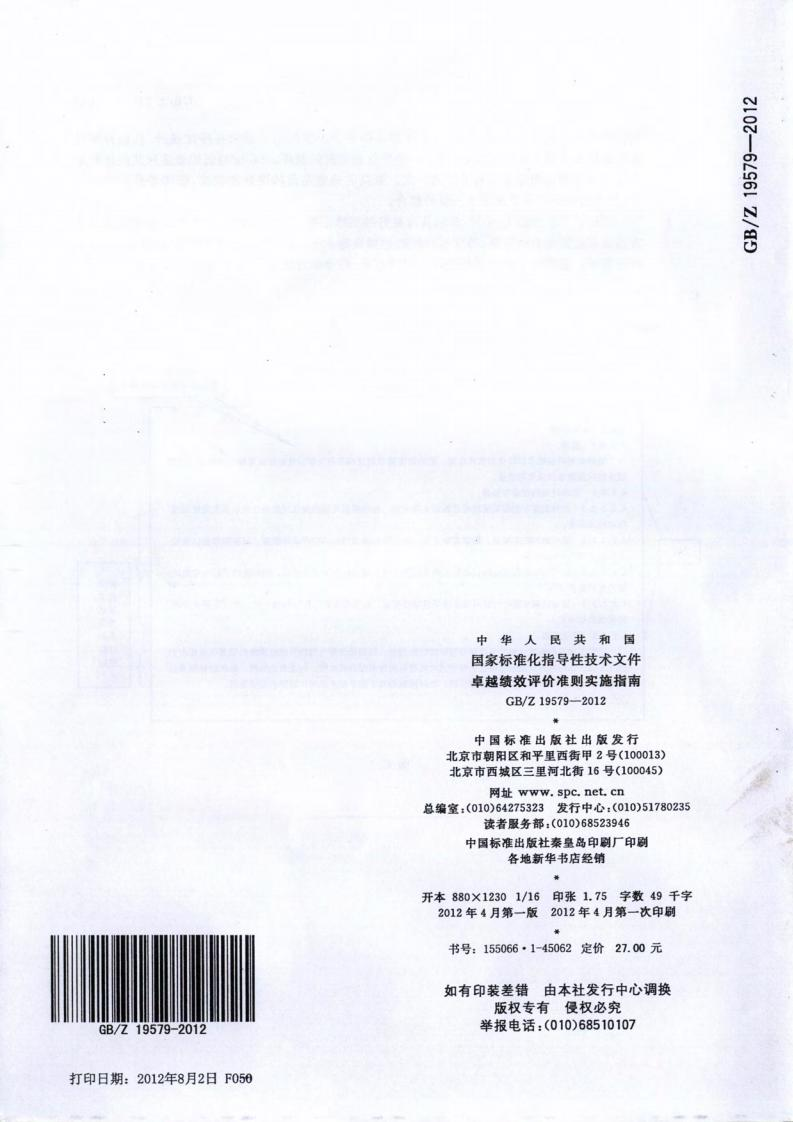 GB/Z 19579—2012
中华人民共和国
国家标准化指导性技术文件
卓越绩效评价准则实施指南
GB/Z 19579—2012
*
中国标准出版社出版发行
北京市朝阳区和平里西街甲2号(100013)
北京市西城区三里河北街16号(100045)
网址 www.spc.net.cn
总编室:(010)64275323 发行中心:(010)51780235
读者服务部:(010)68523946
中国标准出版社秦皇岛印刷厂印刷
各地新华书店经销
*
开本 880×1230 1/16 印张 1.75 字数 49 千字
2012年4月第一版 2012年4月第一次印刷
*
书号: 155066·1-45062 定价 27.00 元
如有印装差错 由本社发行中心调换
版权专有 侵权必究
举报电话:(010)68510107
GB/Z 19579-2012
打印日期: 2012年8月2日 F050